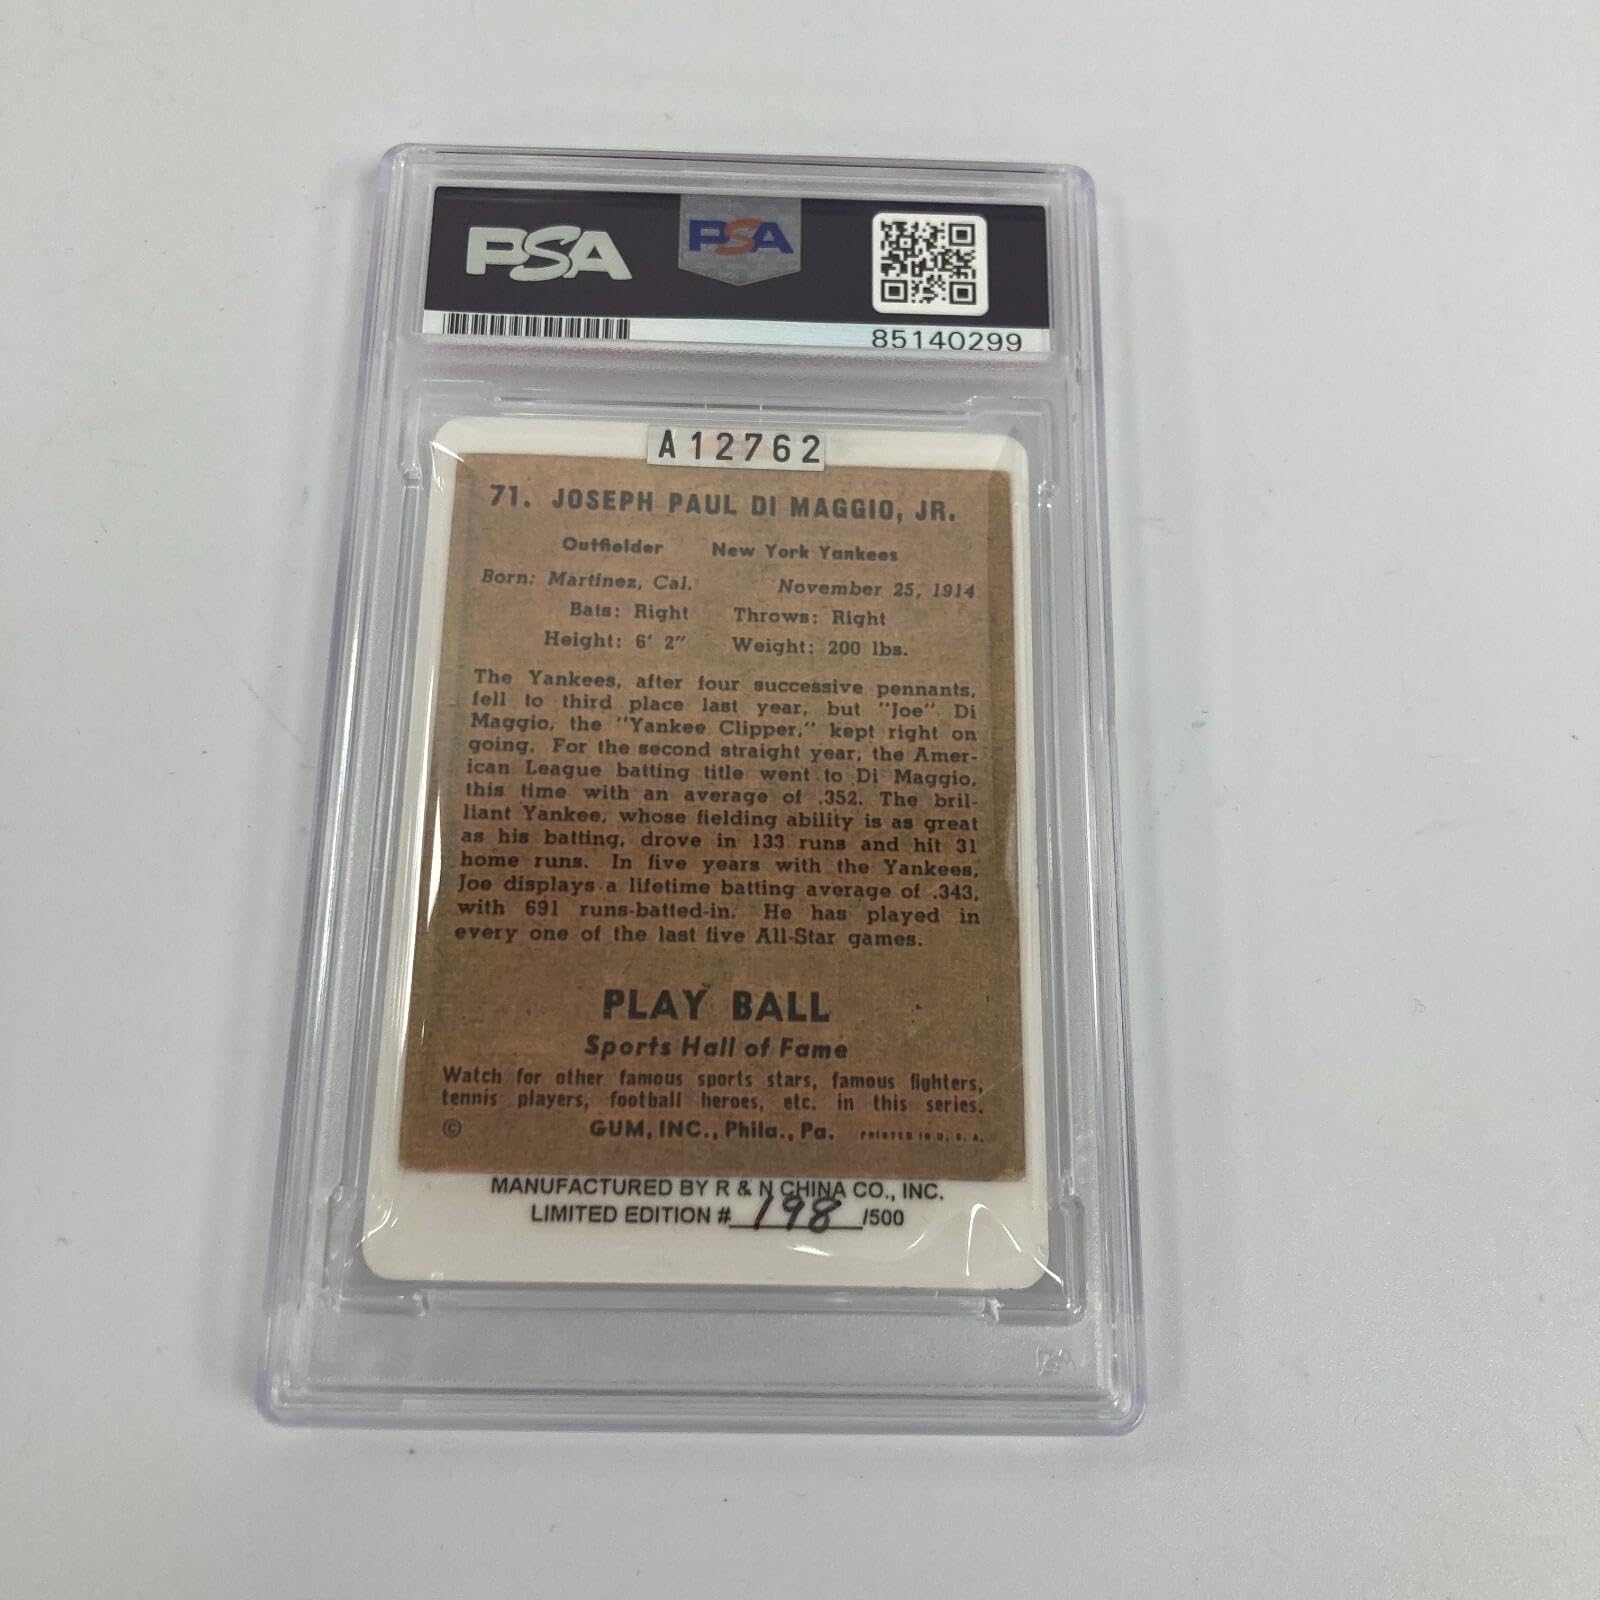 PSA PSA
85140299
A12762
71. JOSEPH PAUL DI MAGGIO, JR.
Outfielder New York Yankees
Born: Martinez, Cal. November 25, 1914
Bats: Right Throws: Right
Height: 6' 2" Weight: 200 lbs.
The Yankees, after four successive pennants,
fell to third place last year, but "Joe" Di
Maggio, the "Yankee Clipper," kept right on
going. For the second straight year, the Amer-
ican League batting title went to Di Maggio,
this time with an average of .352. The bril-
liant Yankee, whose fielding ability is as great
as his batting, drove in 133 runs and hit 31
home runs. In five years with the Yankees,
Joe displays a lifetime batting average of .343,
with 691 runs-batted-in. He has played in
every one of the last five All-Star games.
PLAY BALL
Sports Hall of Fame
Watch for other famous sports stars, famous fighters,
tennis players, football heroes, etc. in this series.
© GUM, INC., Phila., Pa. PRINTED IN U. S. A.
MANUFACTURED BY R & N CHINA CO., INC.
LIMITED EDITION # 198 /500
PSA